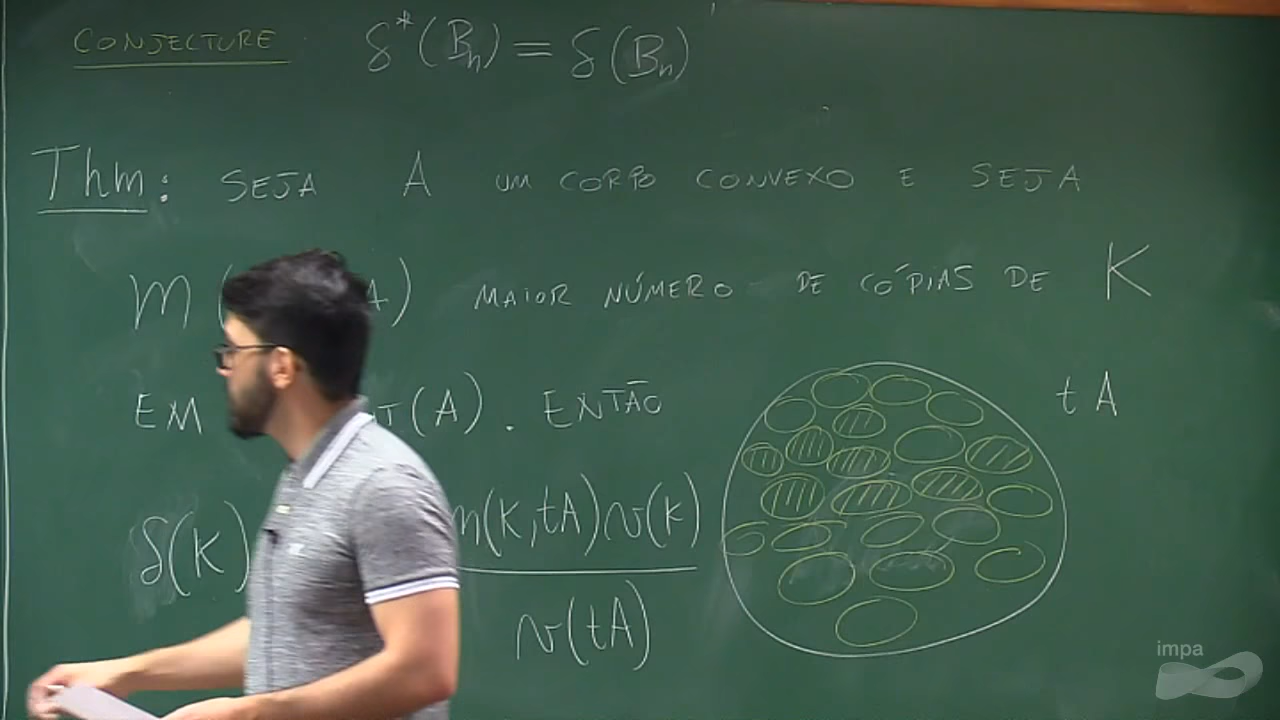 CONJECTURE δ*(Bn) = δ(Bn)
Thm: SEJA A UM CORPO CONVEXO E SEJA
m( A) MAIOR NÚMERO DE CÓPIAS DE K
EM (A). ENTÃO
tA
δ(K) m(K,tA)v(K)
v(tA)
impa